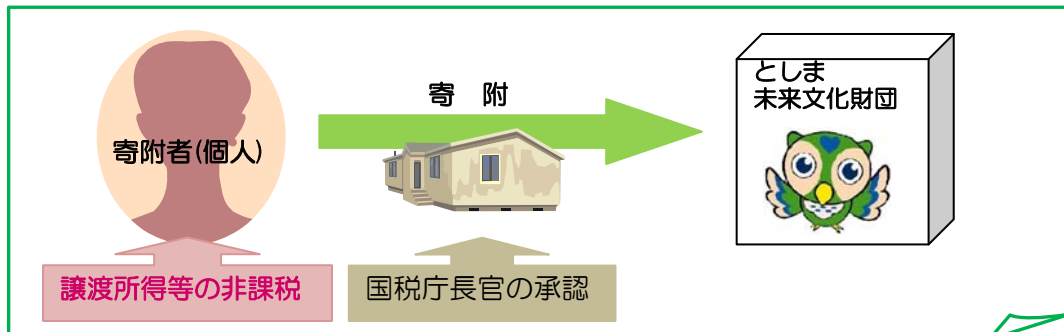 寄　附
としま
未来文化財団
寄附者(個人)
譲渡所得等の非課税
国税庁長官の承認